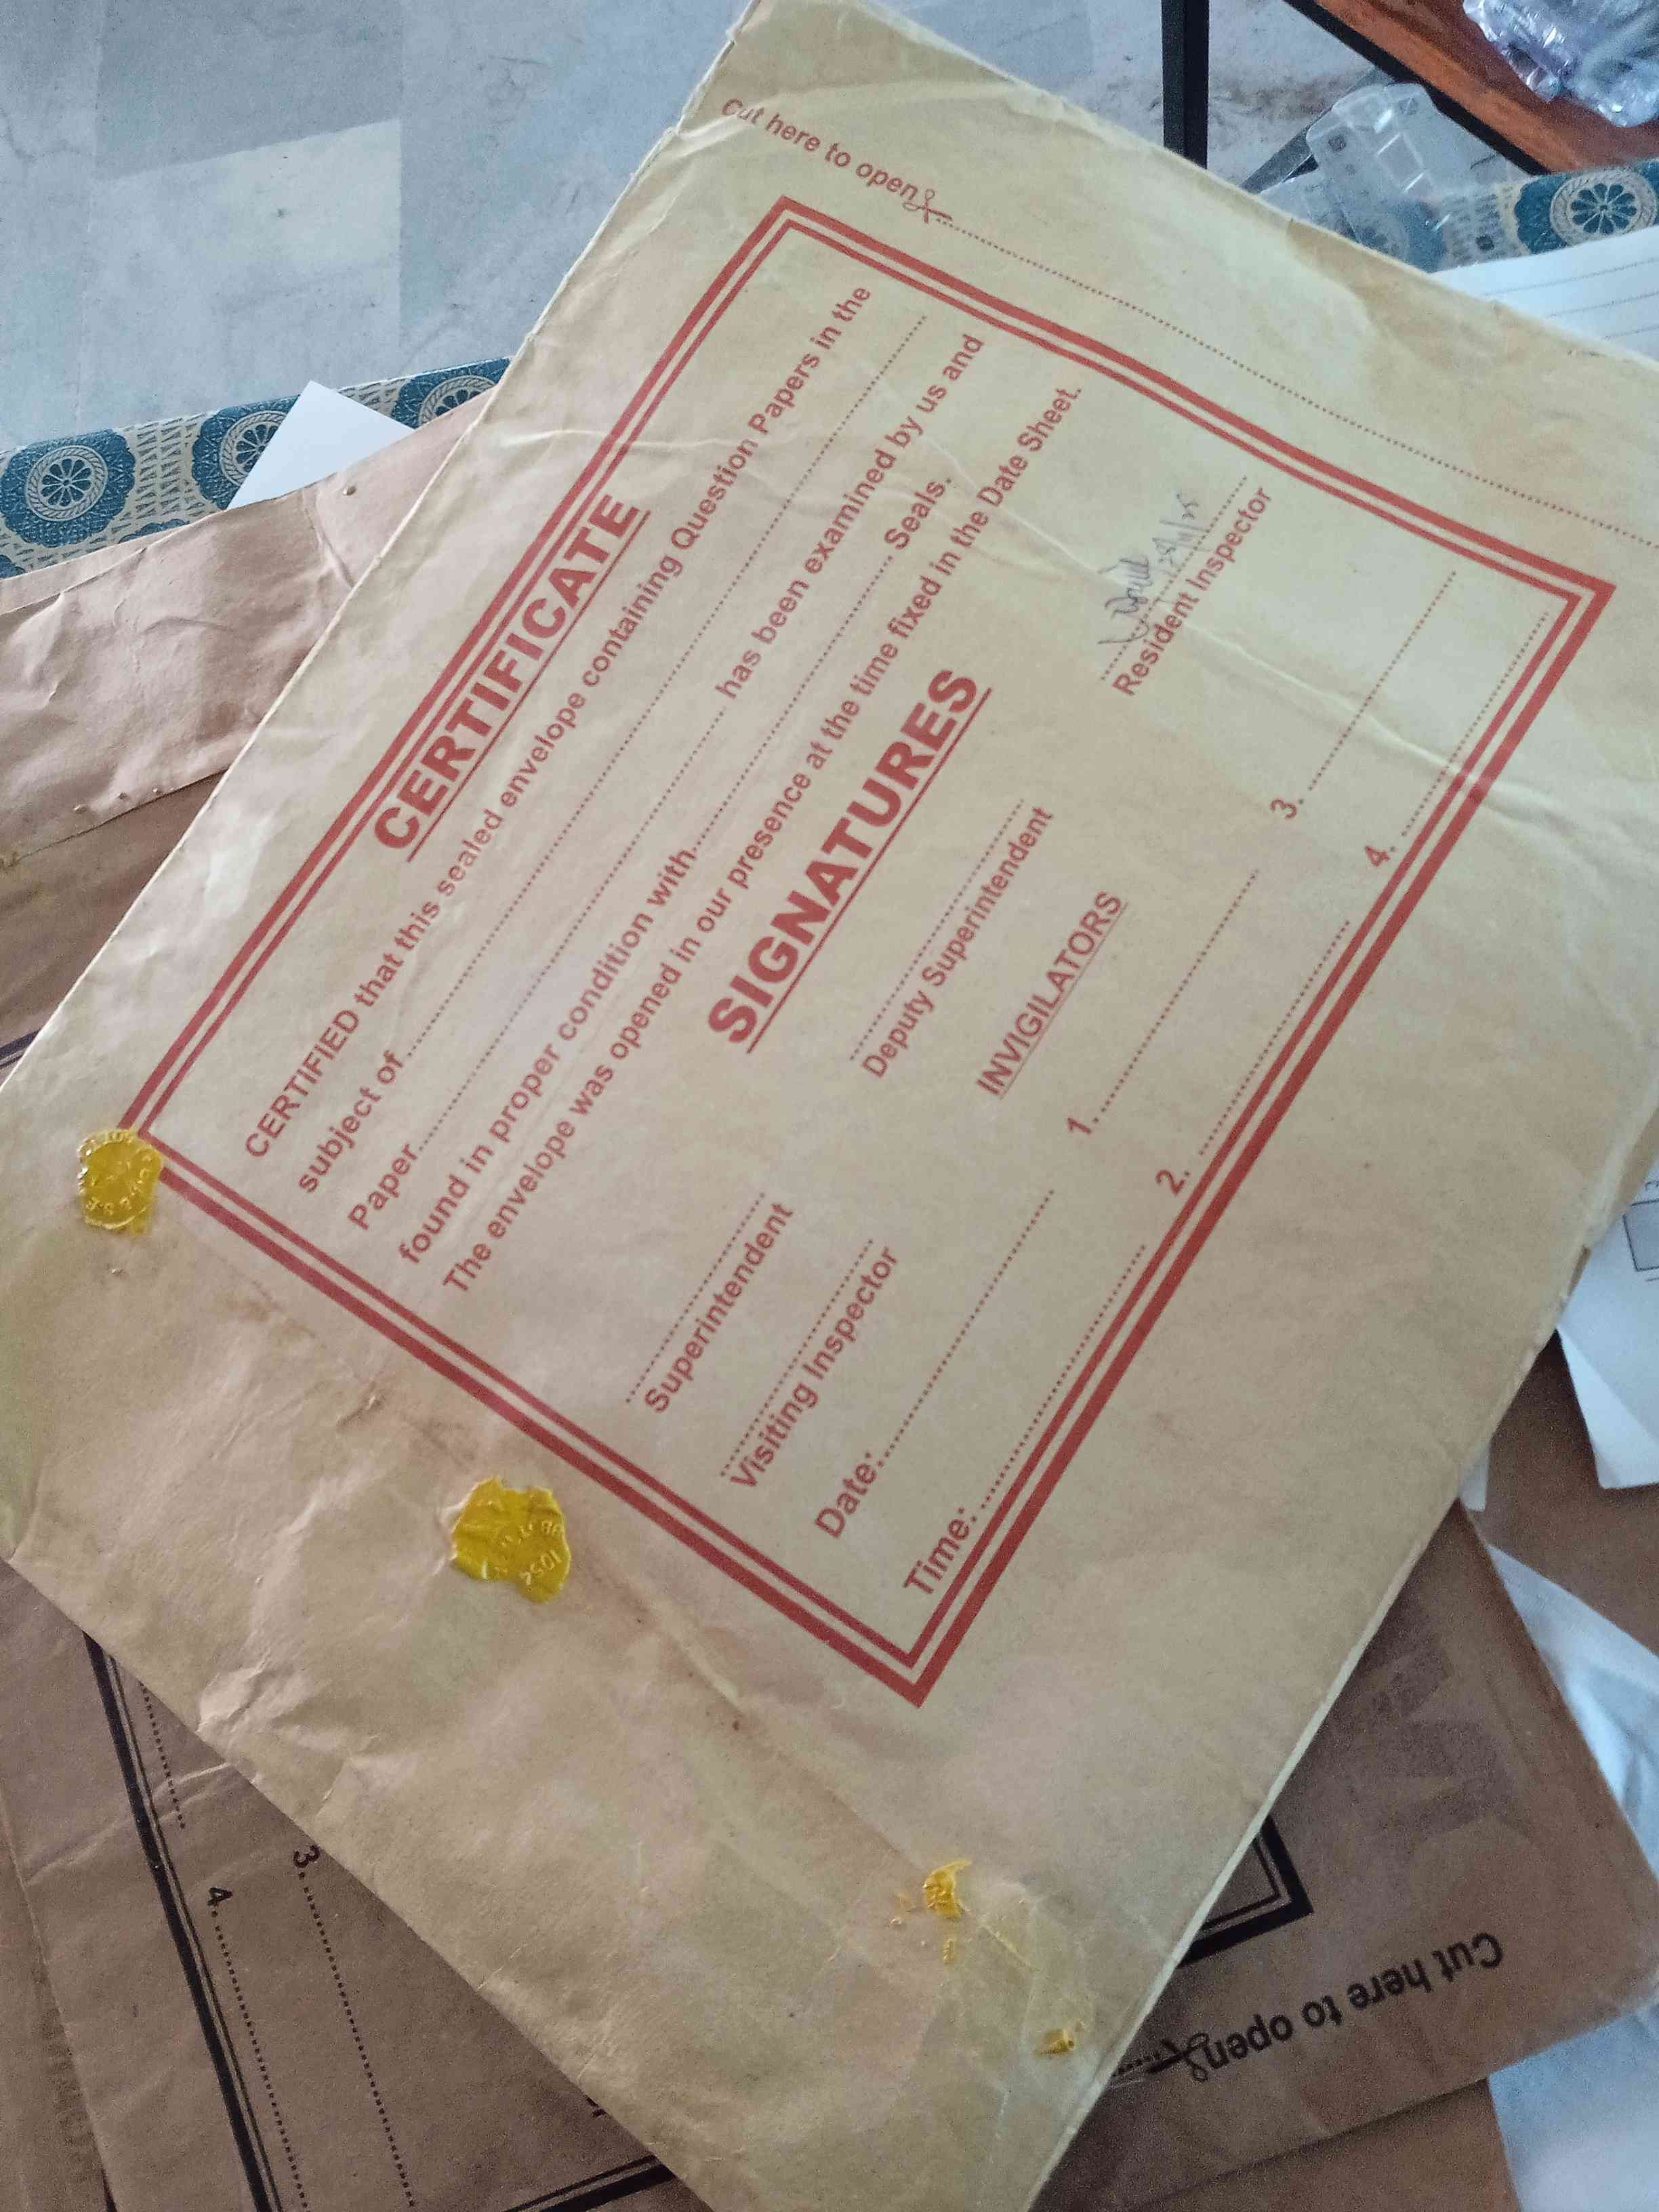 Cut here to open
CERTIFICATE
CERTIFIED that this sealed envelope containing Question Papers in the
subject of
Paper has been examined by us and
found in proper condition with Seals.
The envelope was opened in our presence at the time fixed in the Date Sheet.
SIGNATURES
Superintendent
Deputy Superintendent
Resident Inspector
Visiting Inspector
INVIGILATORS
Date:
1.
3.
Time:
2.
4.
1054
3.
4.
Cut here to open